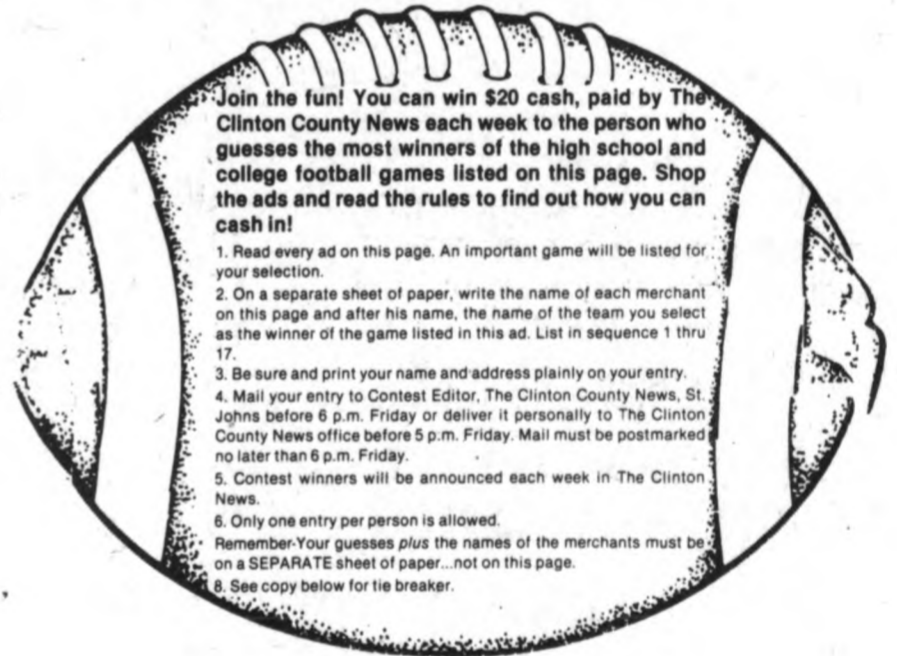 Join the fun! You can win $20 cash, paid by The
Clinton County News each week to the person who
guesses the most winners of the high school and
college football games listed on this page. Shop
the ads and read the rules to find out how you can
cash in!
1. Read every ad on this page. An important game will be listed for
your selection.
2. On a separate sheet of paper, write the name of each merchant
on this page and after his name, the name of the team you select
as the winner of the game listed in this ad. List in sequence 1 thru
17.
3. Be sure and print your name and address plainly on your entry.
4. Mail your entry to Contest Editor, The Clinton County News, St.
Johns before 6 p.m. Friday or deliver it personally to The Clinton
County News office before 5 p.m. Friday. Mail must be postmarked
no later than 6 p.m. Friday.
5. Contest winners will be announced each week in The Clinton
News.
6. Only one entry per person is allowed.
Remember-Your guesses plus the names of the merchants must be
on a SEPARATE sheet of paper...not on this page.
8. See copy below for tie breaker.